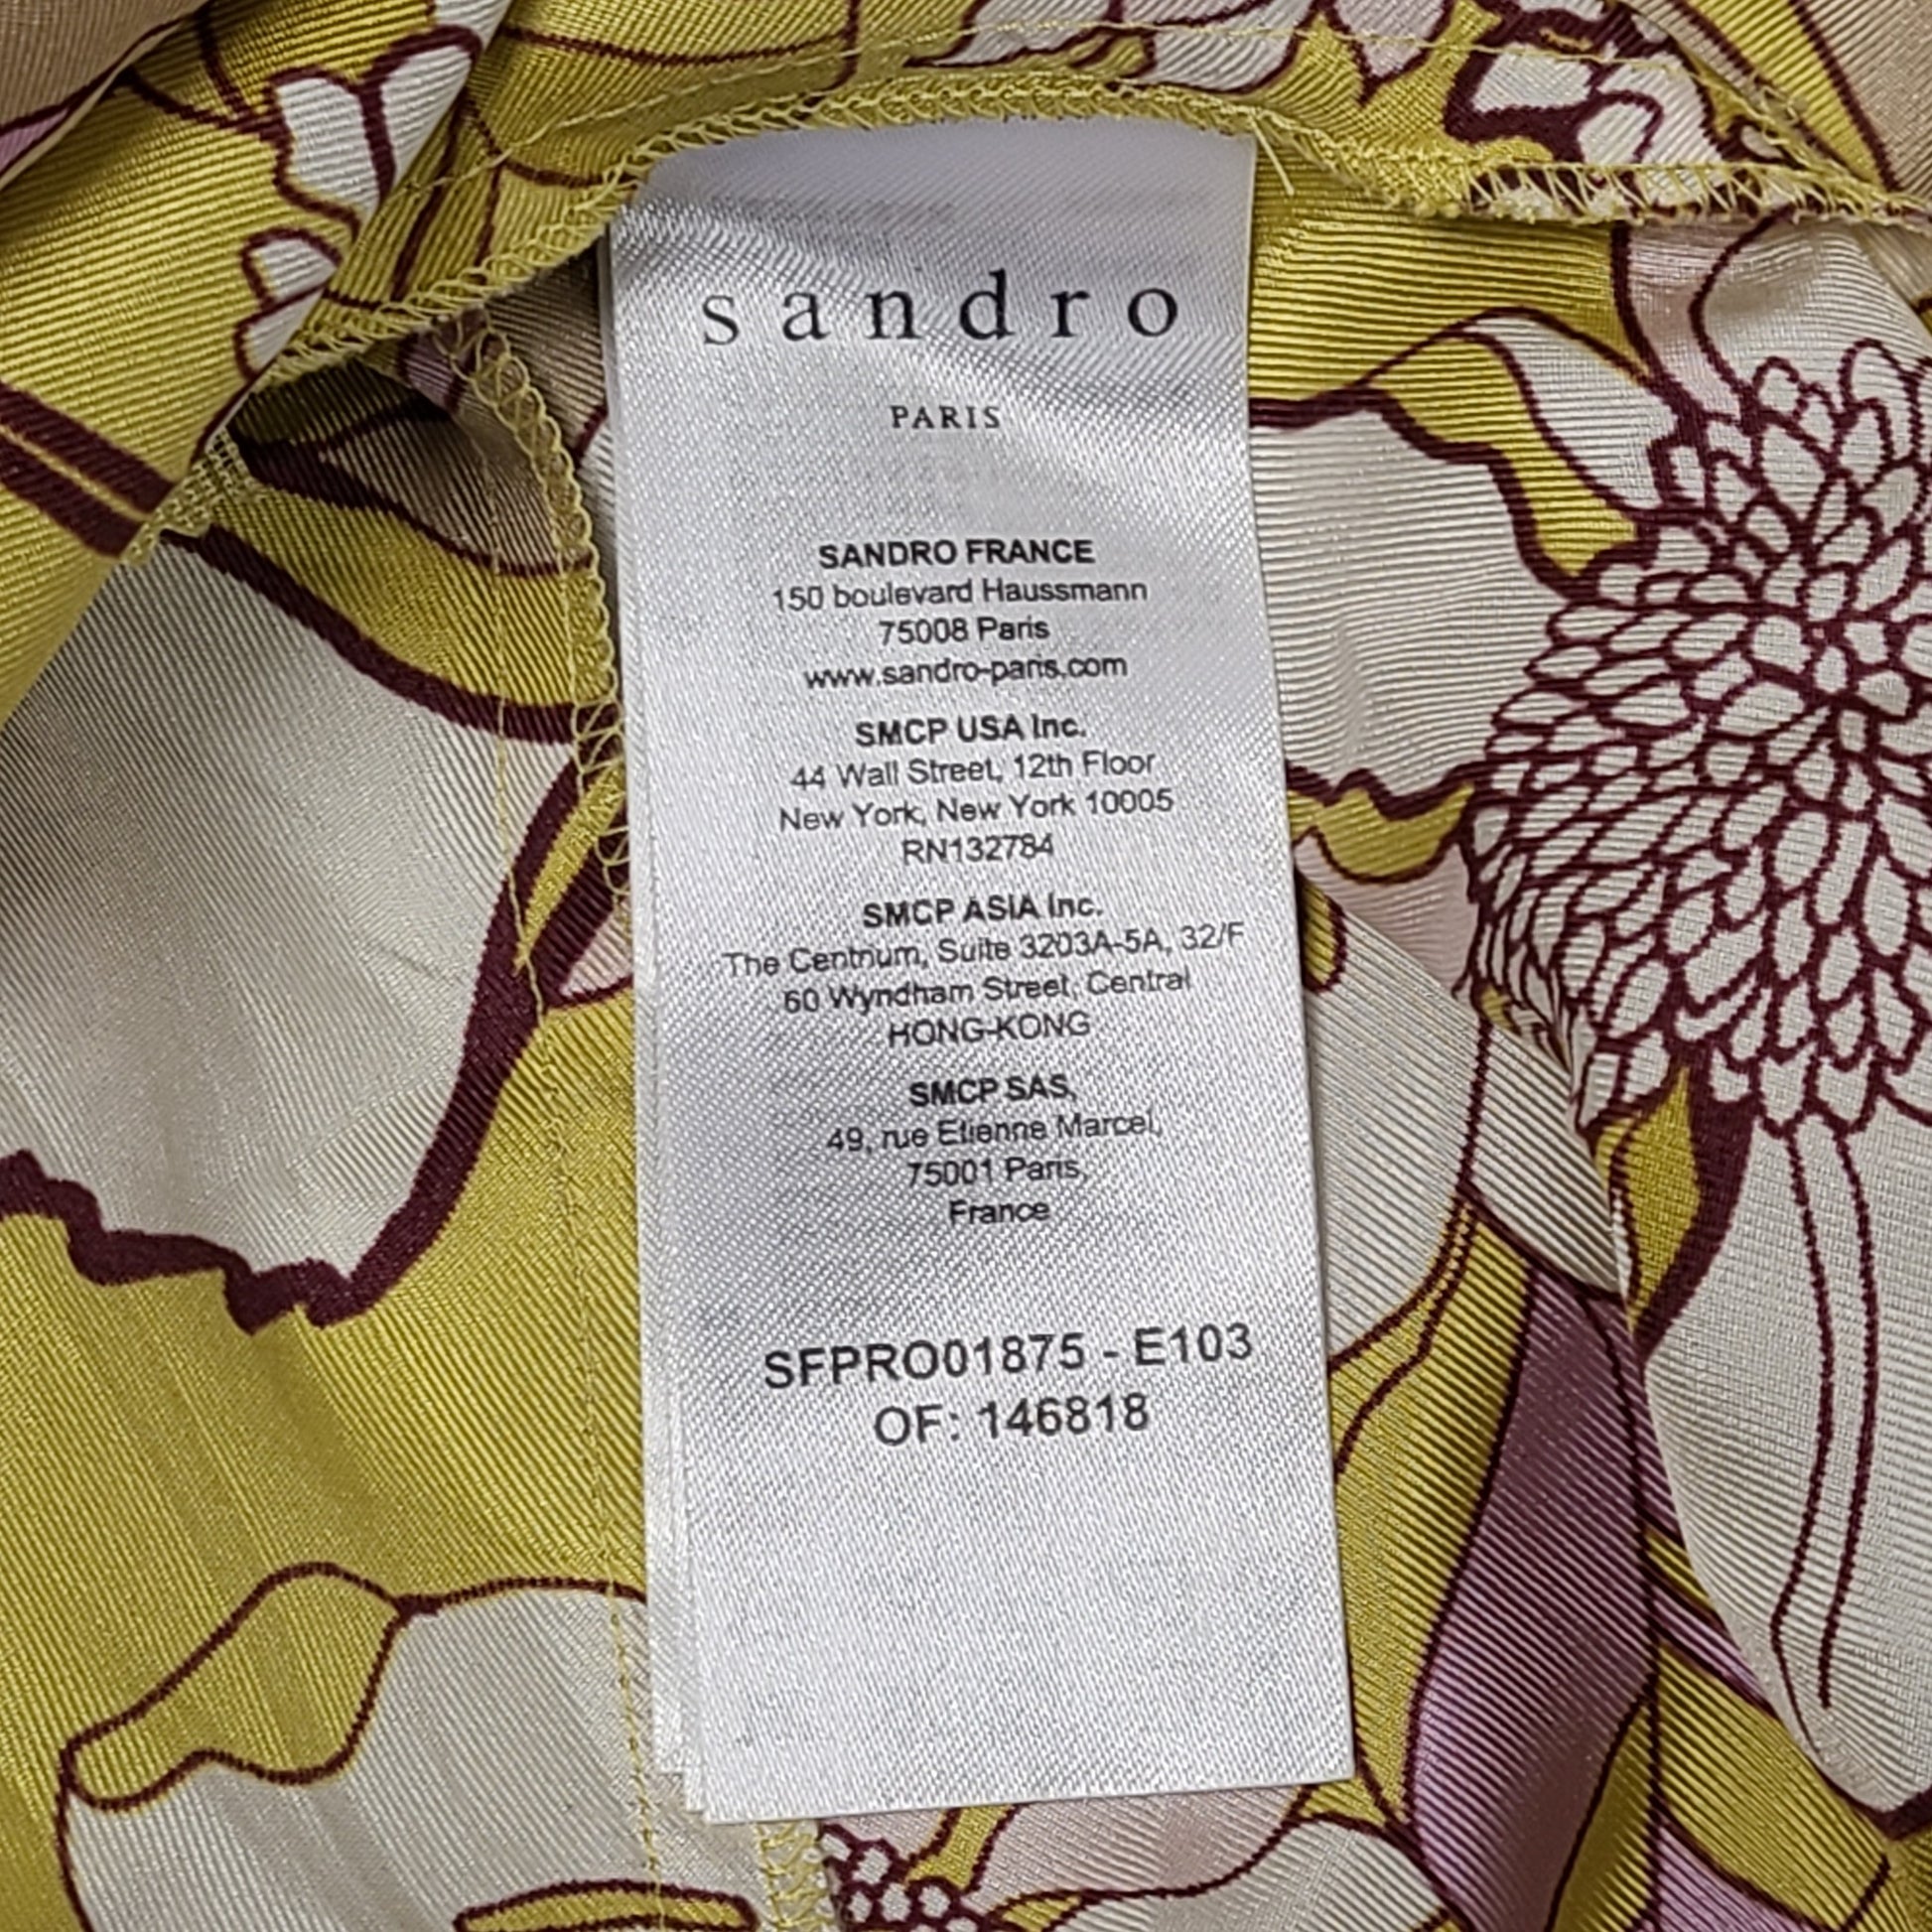 sandro
PARIS
SANDRO FRANCE
150 boulevard Haussmann
75008 Paris
www.sandro-paris.com
SMCP USA Inc.
44 Wall Street, 12th Floor
New York, New York 10005
RN132784
SMCP ASIA Inc.
The Centrium, Suite 3203A-5A, 32/F
60 Wyndham Street, Central
HONG-KONG
SMCP SAS,
49, rue Etienne Marcel,
75001 Paris,
France
SFPRO01875 - E103
OF: 146818